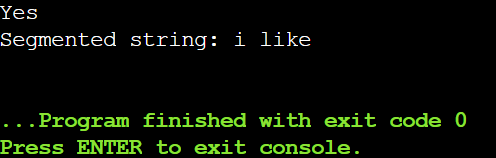 Yes
Segmented string: i like
...Program finished with exit code 0
Press ENTER to exit console.